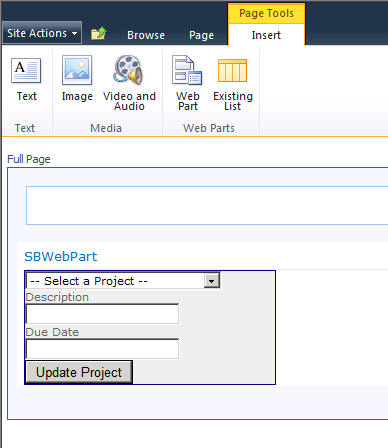 Page Tools
Site Actions
Browse
Page
Insert
Text
Image
Video and Audio
Web Part
Existing List
Text
Media
Web Parts
Full Page
SBWebPart
-- Select a Project --
Description
Due Date
Update Project